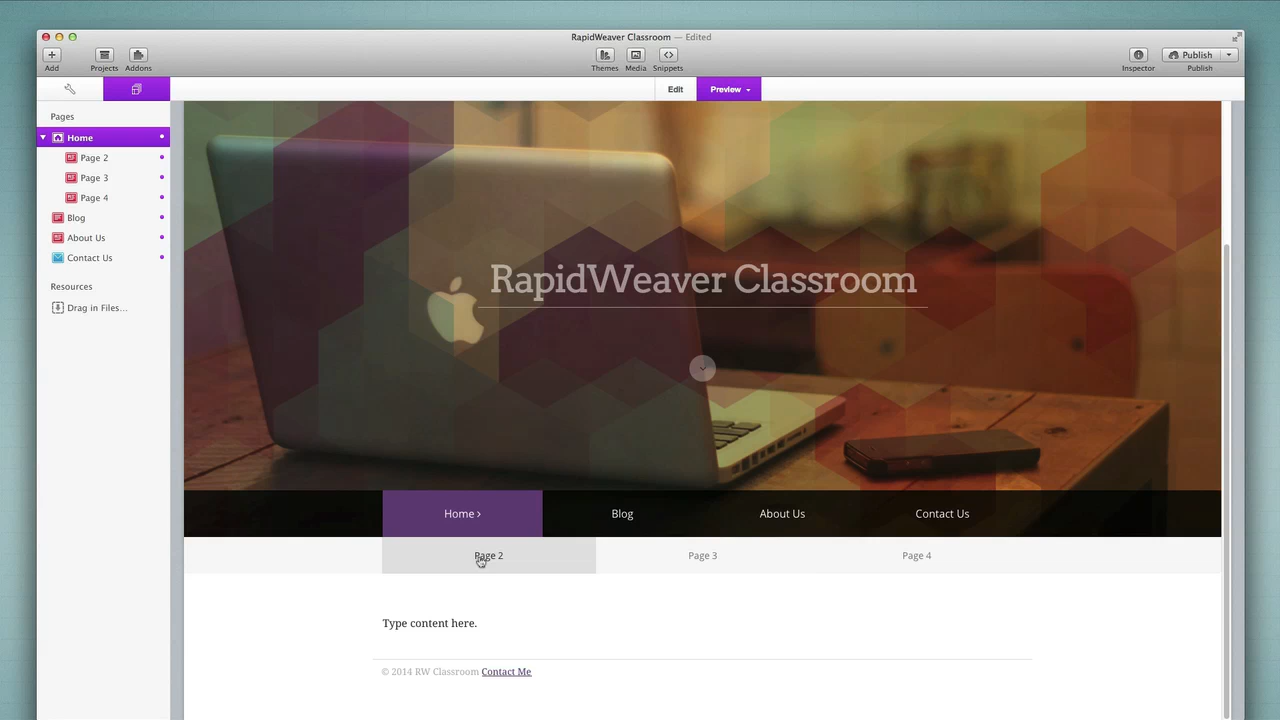 RapidWeaver Classroom — Edited
Add
Projects
Addons
Themes
Media
Snippets
Inspector
Publish
Publish
Edit
Preview
Pages
Home
Page 2
Page 3
Page 4
Blog
About Us
Contact Us
Resources
Drag in Files...
RapidWeaver Classroom
Home ›
Blog
About Us
Contact Us
Page 2
Page 3
Page 4
Type content here.
© 2014 RW Classroom Contact Me